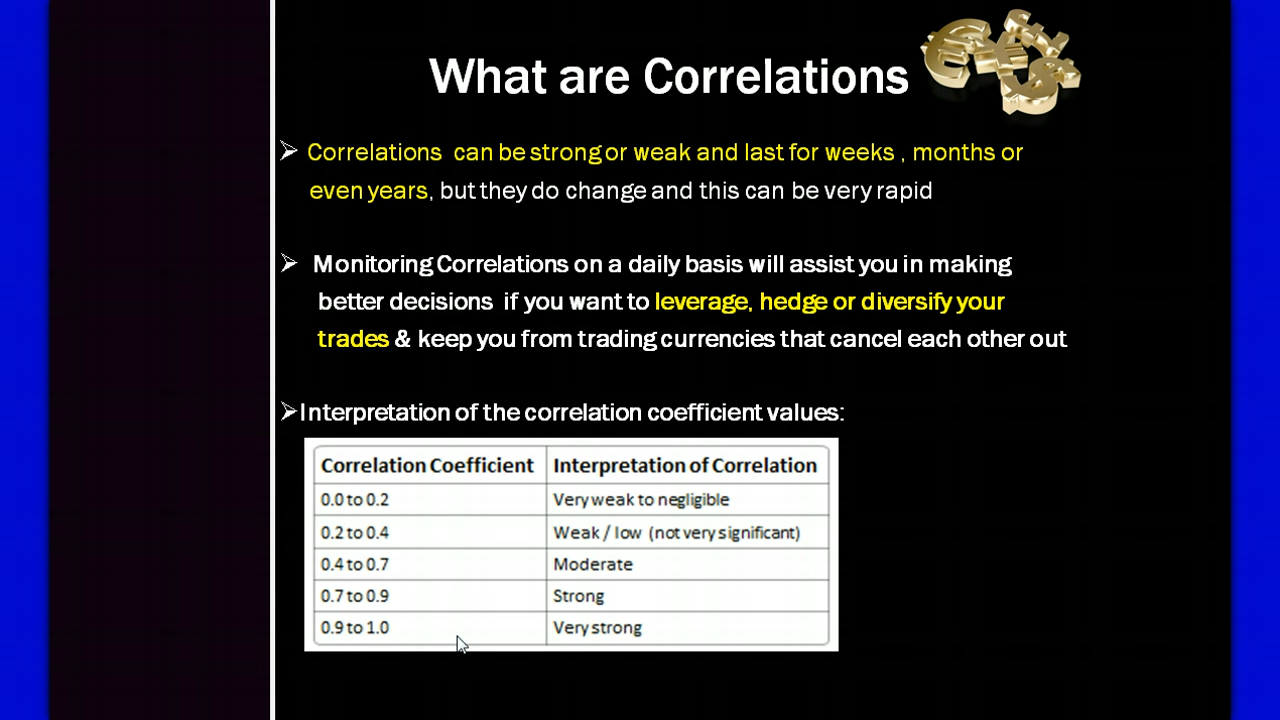 What are Correlations
➢ Correlations can be strong or weak and last for weeks , months or
even years, but they do change and this can be very rapid
➢ Monitoring Correlations on a daily basis will assist you in making
better decisions if you want to leverage, hedge or diversify your
trades & keep you from trading currencies that cancel each other out
➢Interpretation of the correlation coefficient values:
Correlation Coefficient Interpretation of Correlation
0.0 to 0.2 Very weak to negligible
0.2 to 0.4 Weak / low (not very significant)
0.4 to 0.7 Moderate
0.7 to 0.9 Strong
0.9 to 1.0 Very strong